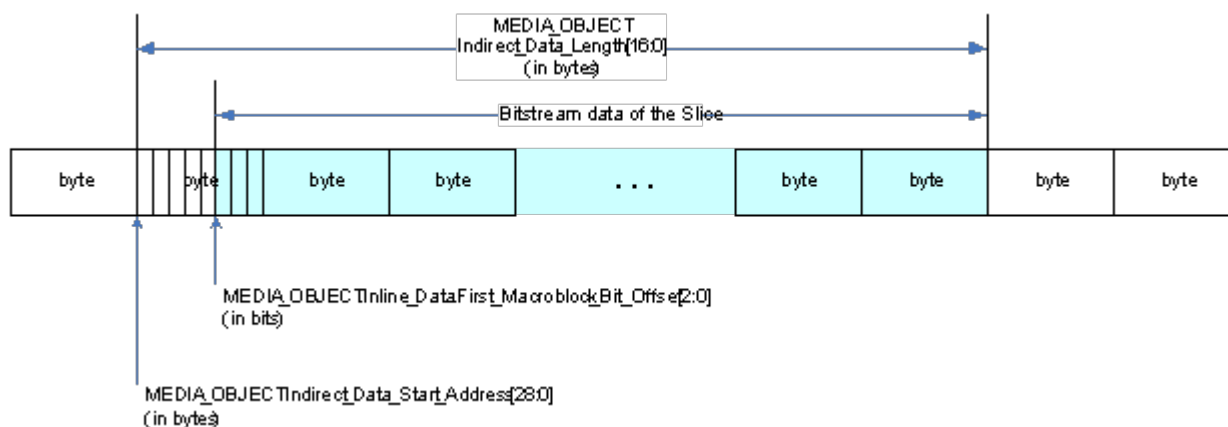 MEDIA_OBJECT
Indirect_Data_Length[16:0]
(in bytes)
Bitstream data of the Slice
byte byte byte byte . . . byte byte byte byte
MEDIA_OBJECTInline_DataFirst_Macroblock_Bit_Offset[2:0]
(in bits)
MEDIA_OBJECTIndirect_Data_Start_Address[28:0]
(in bytes)